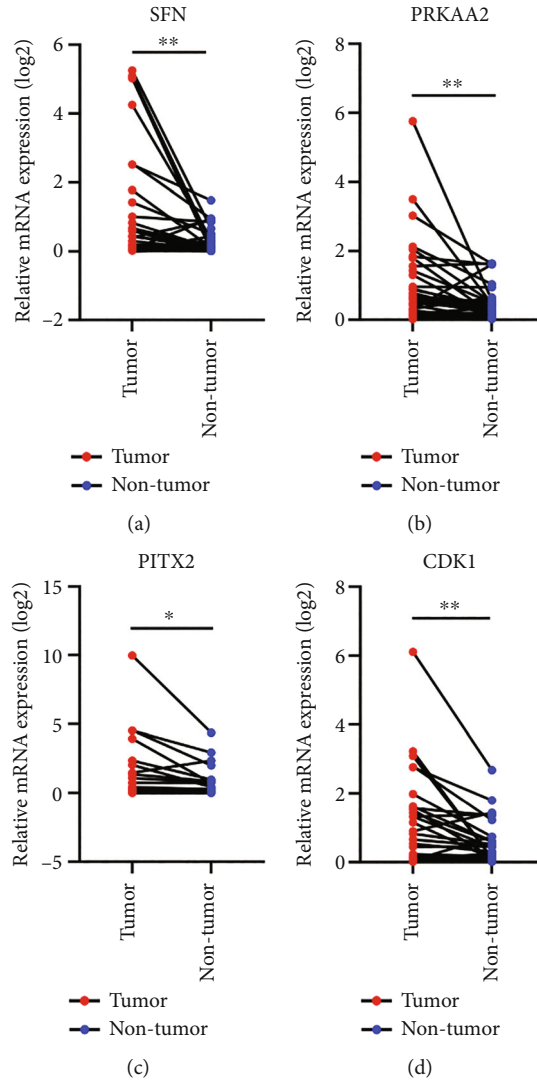 SFN
Relative mRNA expression (log2)
6
4
2
0
–2
**
Tumor
Non-tumor
Tumor
Non-tumor
(a)
PRKAA2
Relative mRNA expression (log2)
8
6
4
2
0
**
Tumor
Non-tumor
Tumor
Non-tumor
(b)
PITX2
Relative mRNA expression (log2)
15
10
5
0
–5
*
Tumor
Non-tumor
Tumor
Non-tumor
(c)
CDK1
Relative mRNA expression (log2)
8
6
4
2
0
**
Tumor
Non-tumor
Tumor
Non-tumor
(d)